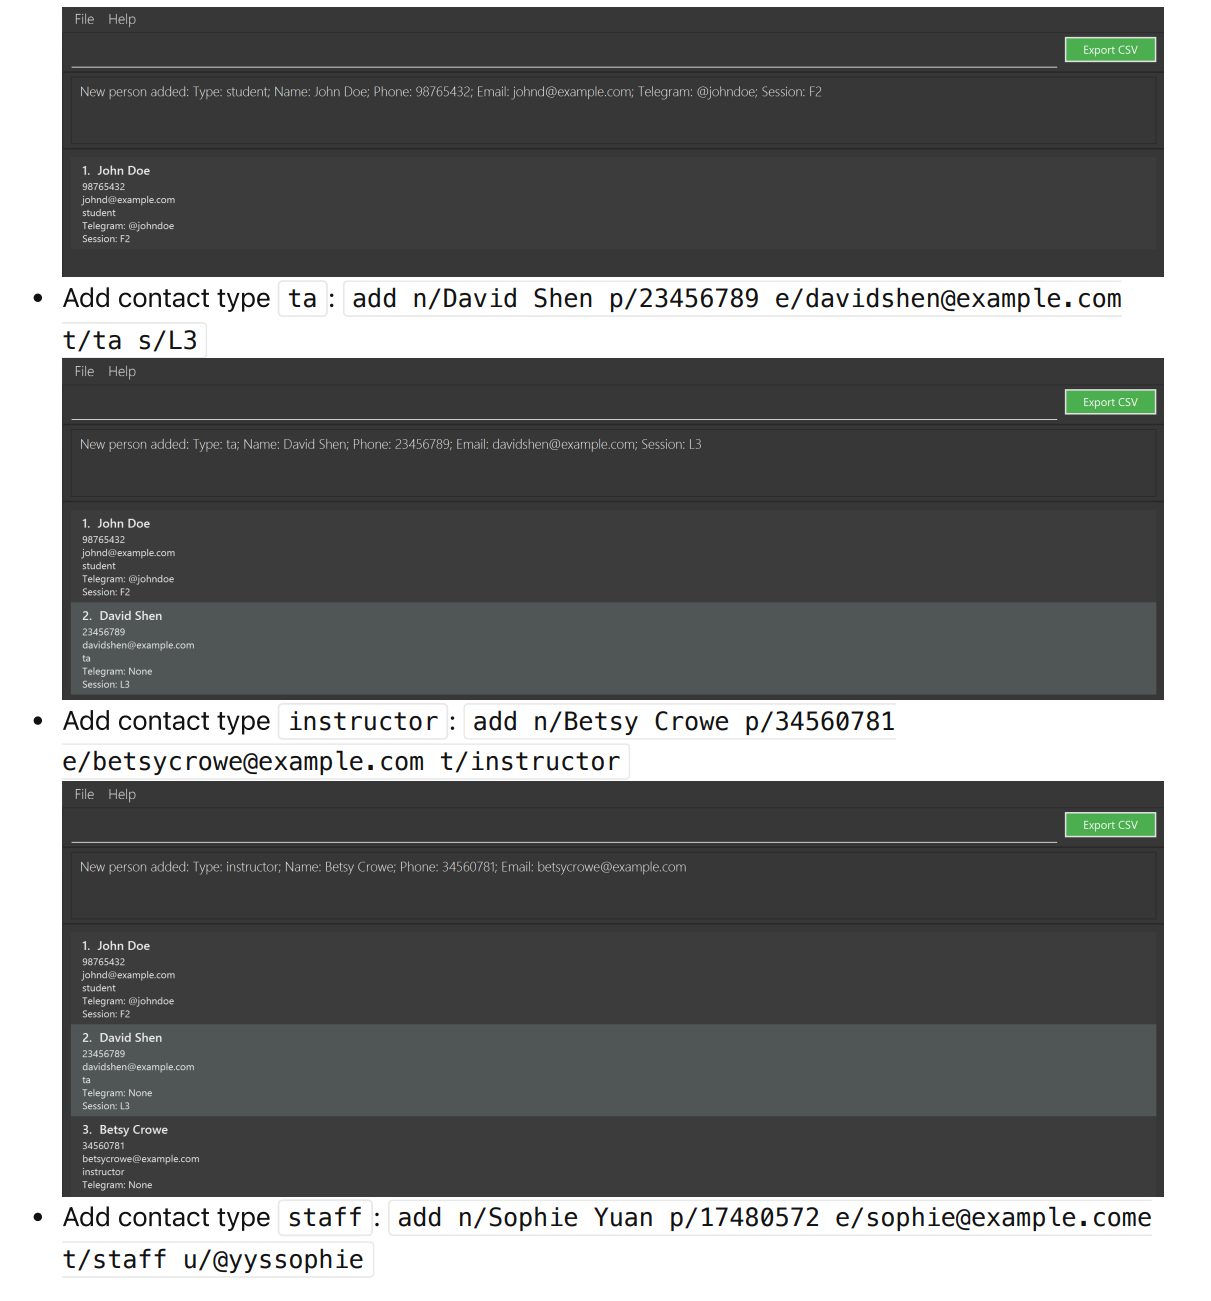 File Help
Export CSV
New person added: Type: student; Name: John Doe; Phone: 98765432; Email: johnd@example.com; Telegram: @johndoe; Session: F2
1. John Doe
98765432
johnd@example.com
student
Telegram: @johndoe
Session: F2
• Add contact type ta : add n/David Shen p/23456789 e/davidshen@example.com
t/ta s/L3
File Help
Export CSV
New person added: Type: ta; Name: David Shen; Phone: 23456789; Email: davidshen@example.com; Session: L3
1. John Doe
98765432
johnd@example.com
student
Telegram: @johndoe
Session: F2
2. David Shen
23456789
davidshen@example.com
ta
Telegram: None
Session: L3
• Add contact type instructor : add n/Betsy Crowe p/34560781
e/betsycrowe@example.com t/instructor
File Help
Export CSV
New person added: Type: instructor; Name: Betsy Crowe; Phone: 34560781; Email: betsycrowe@example.com
1. John Doe
98765432
johnd@example.com
student
Telegram: @johndoe
Session: F2
2. David Shen
23456789
davidshen@example.com
ta
Telegram: None
Session: L3
3. Betsy Crowe
34560781
betsycrowe@example.com
instructor
Telegram: None
• Add contact type staff : add n/Sophie Yuan p/17480572 e/sophie@example.come
t/staff u/@yyssophie